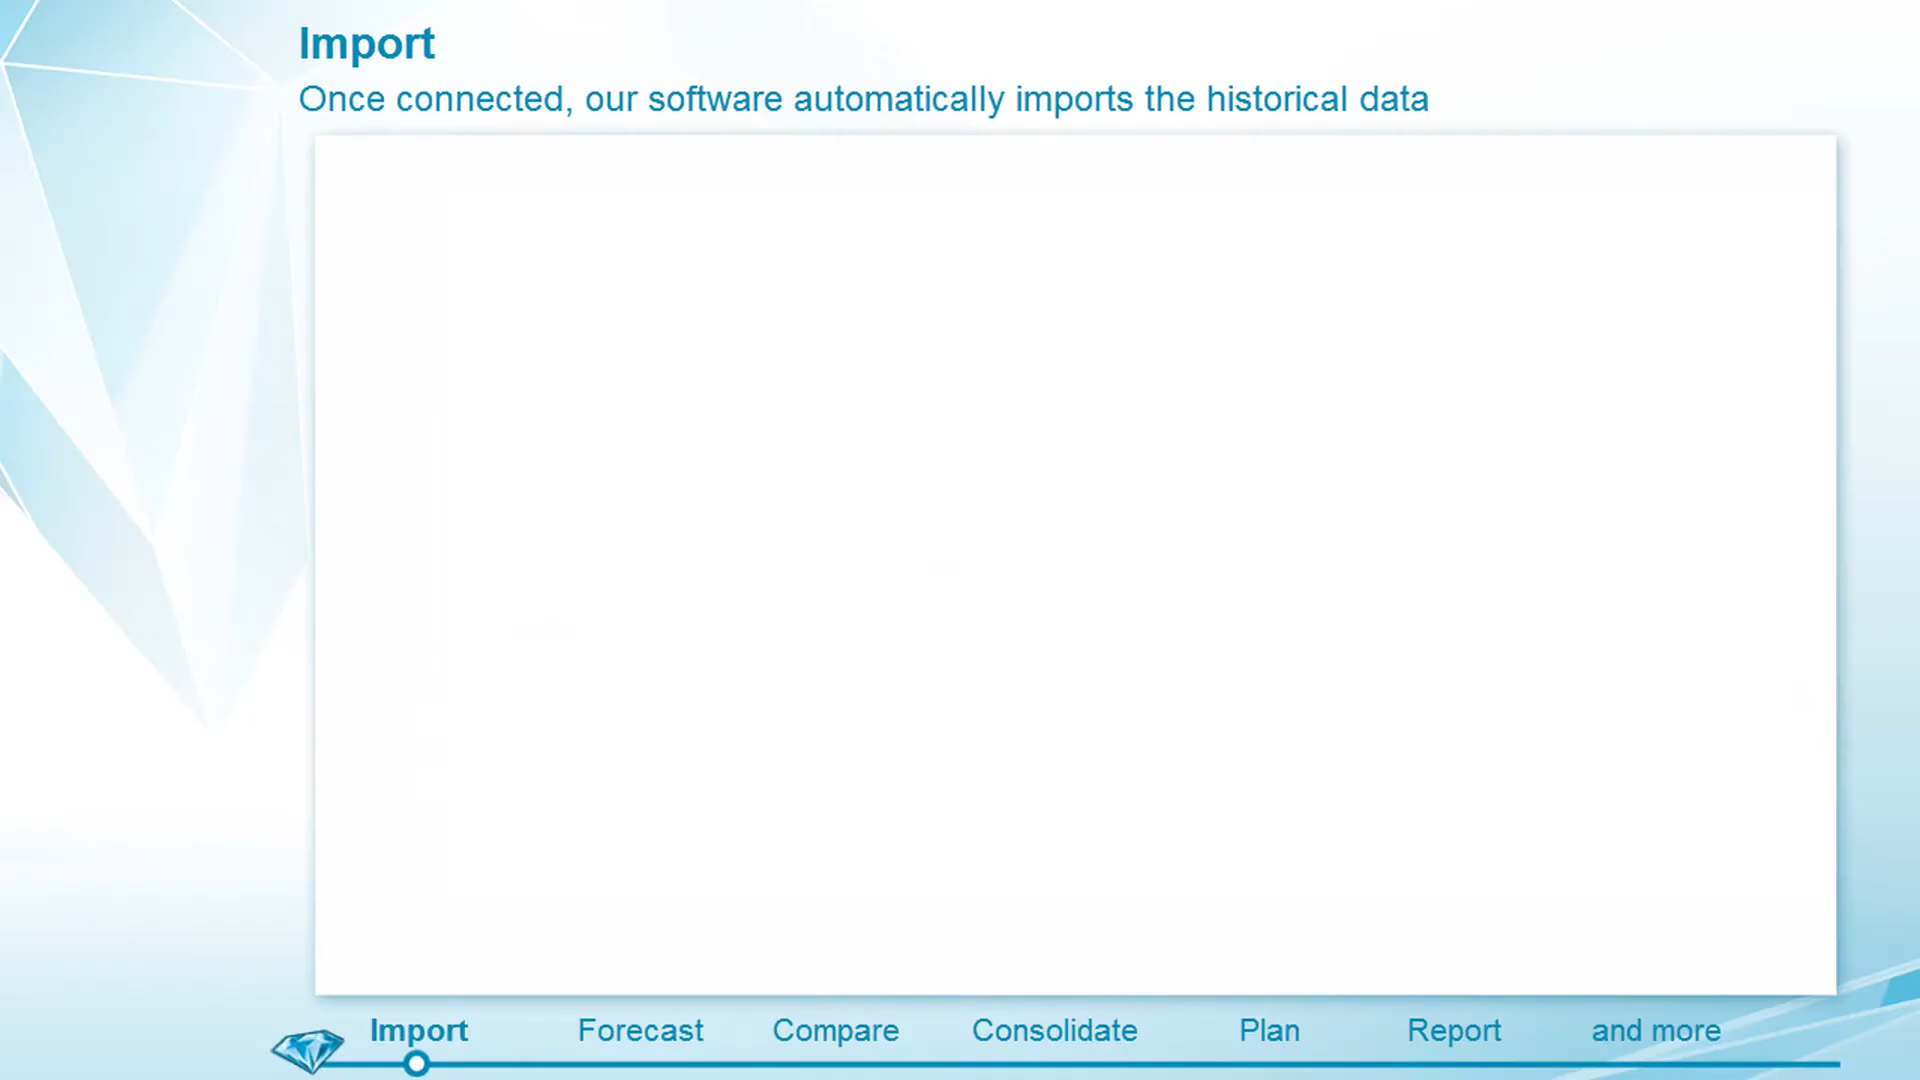 Import
Once connected, our software automatically imports the historical data
Import Forecast Compare Consolidate Plan Report and more